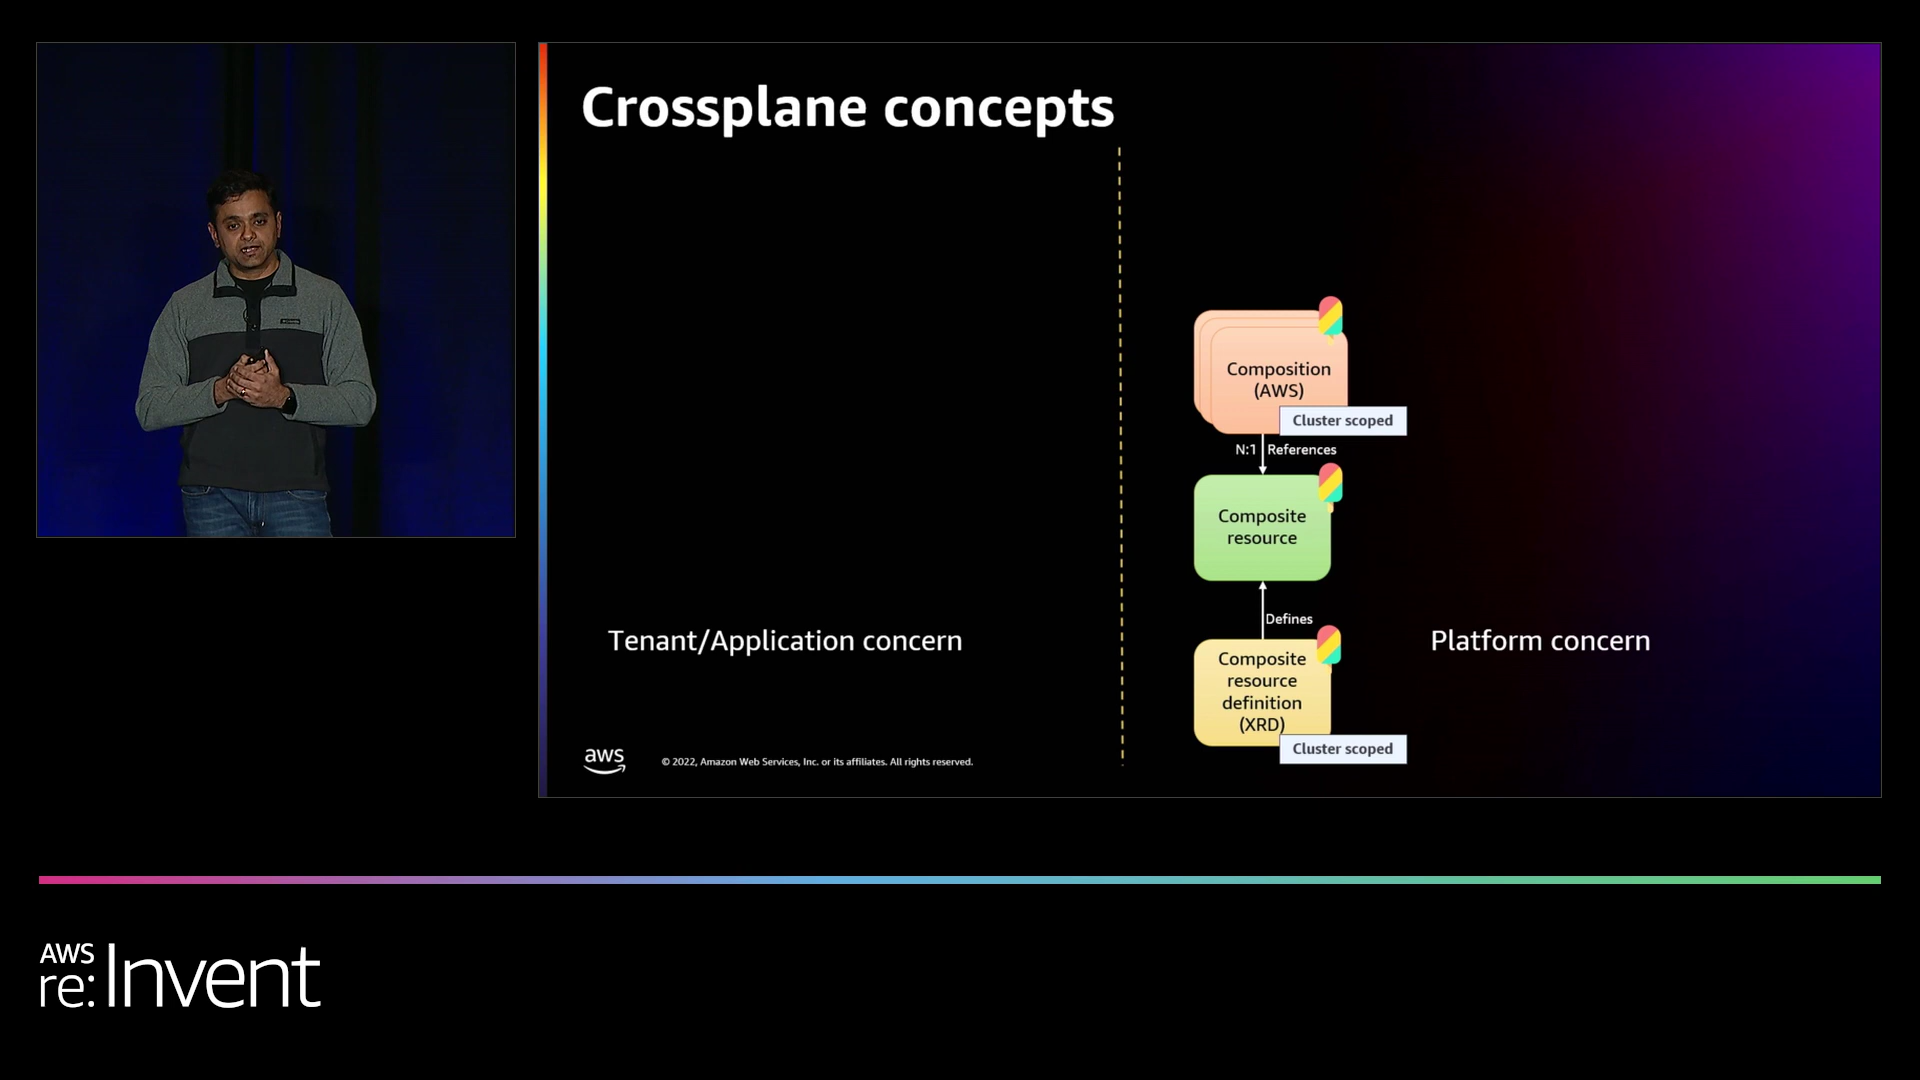 Crossplane concepts
Composition
(AWS)
Cluster scoped
N:1 References
Composite
resource
Defines
Composite
resource
definition
(XRD)
Cluster scoped
Tenant/Application concern
Platform concern
aws
© 2022, Amazon Web Services, Inc. or its affiliates. All rights reserved.
AWS
re:Invent